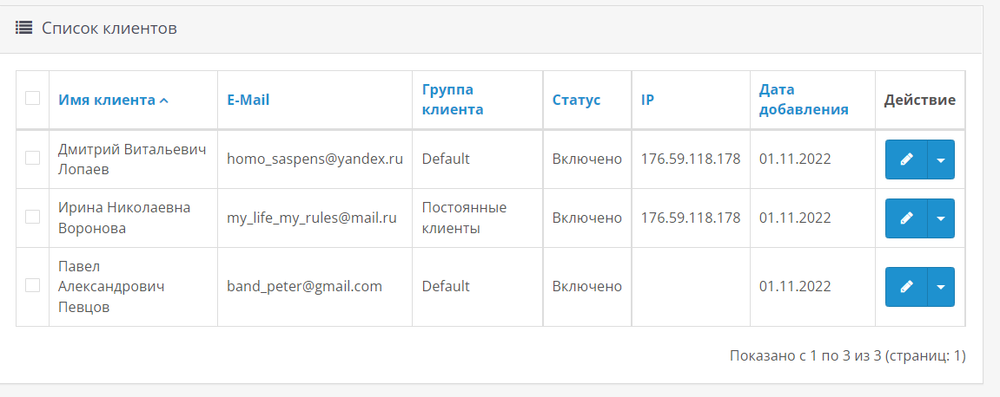 Список клиентов
Имя клиента E-Mail Группа клиента Статус IP Дата добавления Действие
Дмитрий Витальевич Лопаев homo_saspens@yandex.ru Default Включено 176.59.118.178 01.11.2022
Ирина Николаевна Воронова my_life_my_rules@mail.ru Постоянные клиенты Включено 176.59.118.178 01.11.2022
Павел Александрович Певцов band_peter@gmail.com Default Включено 01.11.2022
Показано с 1 по 3 из 3 (страниц: 1)